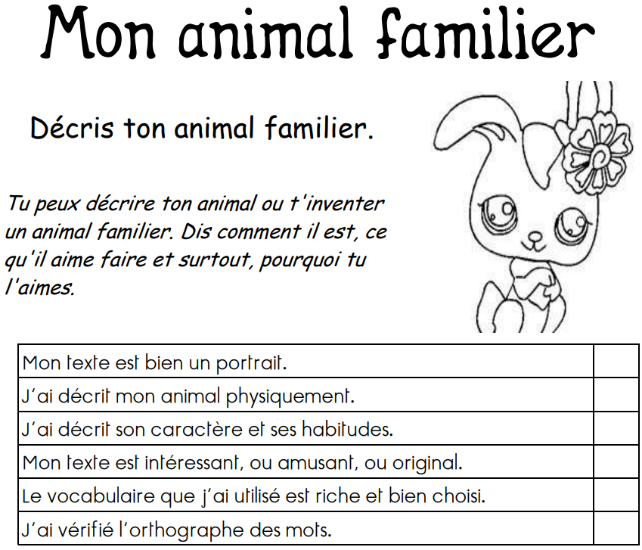 Mon animal familier
Décris ton animal familier.
Tu peux décrire ton animal ou t'inventer
un animal familier. Dis comment il est, ce
qu'il aime faire et surtout, pourquoi tu
l'aimes.
Mon texte est bien un portrait.
J'ai décrit mon animal physiquement.
J'ai décrit son caractère et ses habitudes.
Mon texte est intéressant, ou amusant, ou original.
Le vocabulaire que j'ai utilisé est riche et bien choisi.
J'ai vérifié l'orthographe des mots.